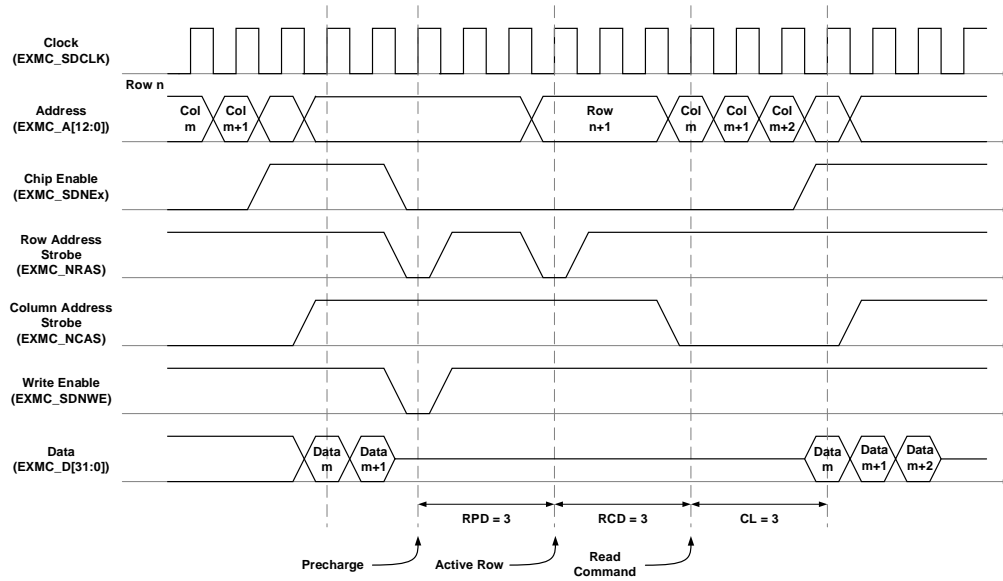 Clock
(EXMC_SDCLK)
Row n
Address
(EXMC_A[12:0])
Col
m
Col
m+1
Row
n+1
Col
m
Col
m+1
Col
m+2
Chip Enable
(EXMC_SDNEx)
Row Address
Strobe
(EXMC_NRAS)
Column Address
Strobe
(EXMC_NCAS)
Write Enable
(EXMC_SDNWE)
Data
(EXMC_D[31:0])
Data
m
Data
m+1
Data
m
Data
m+1
Data
m+2
RPD = 3
RCD = 3
CL = 3
Precharge
Active Row
Read
Command